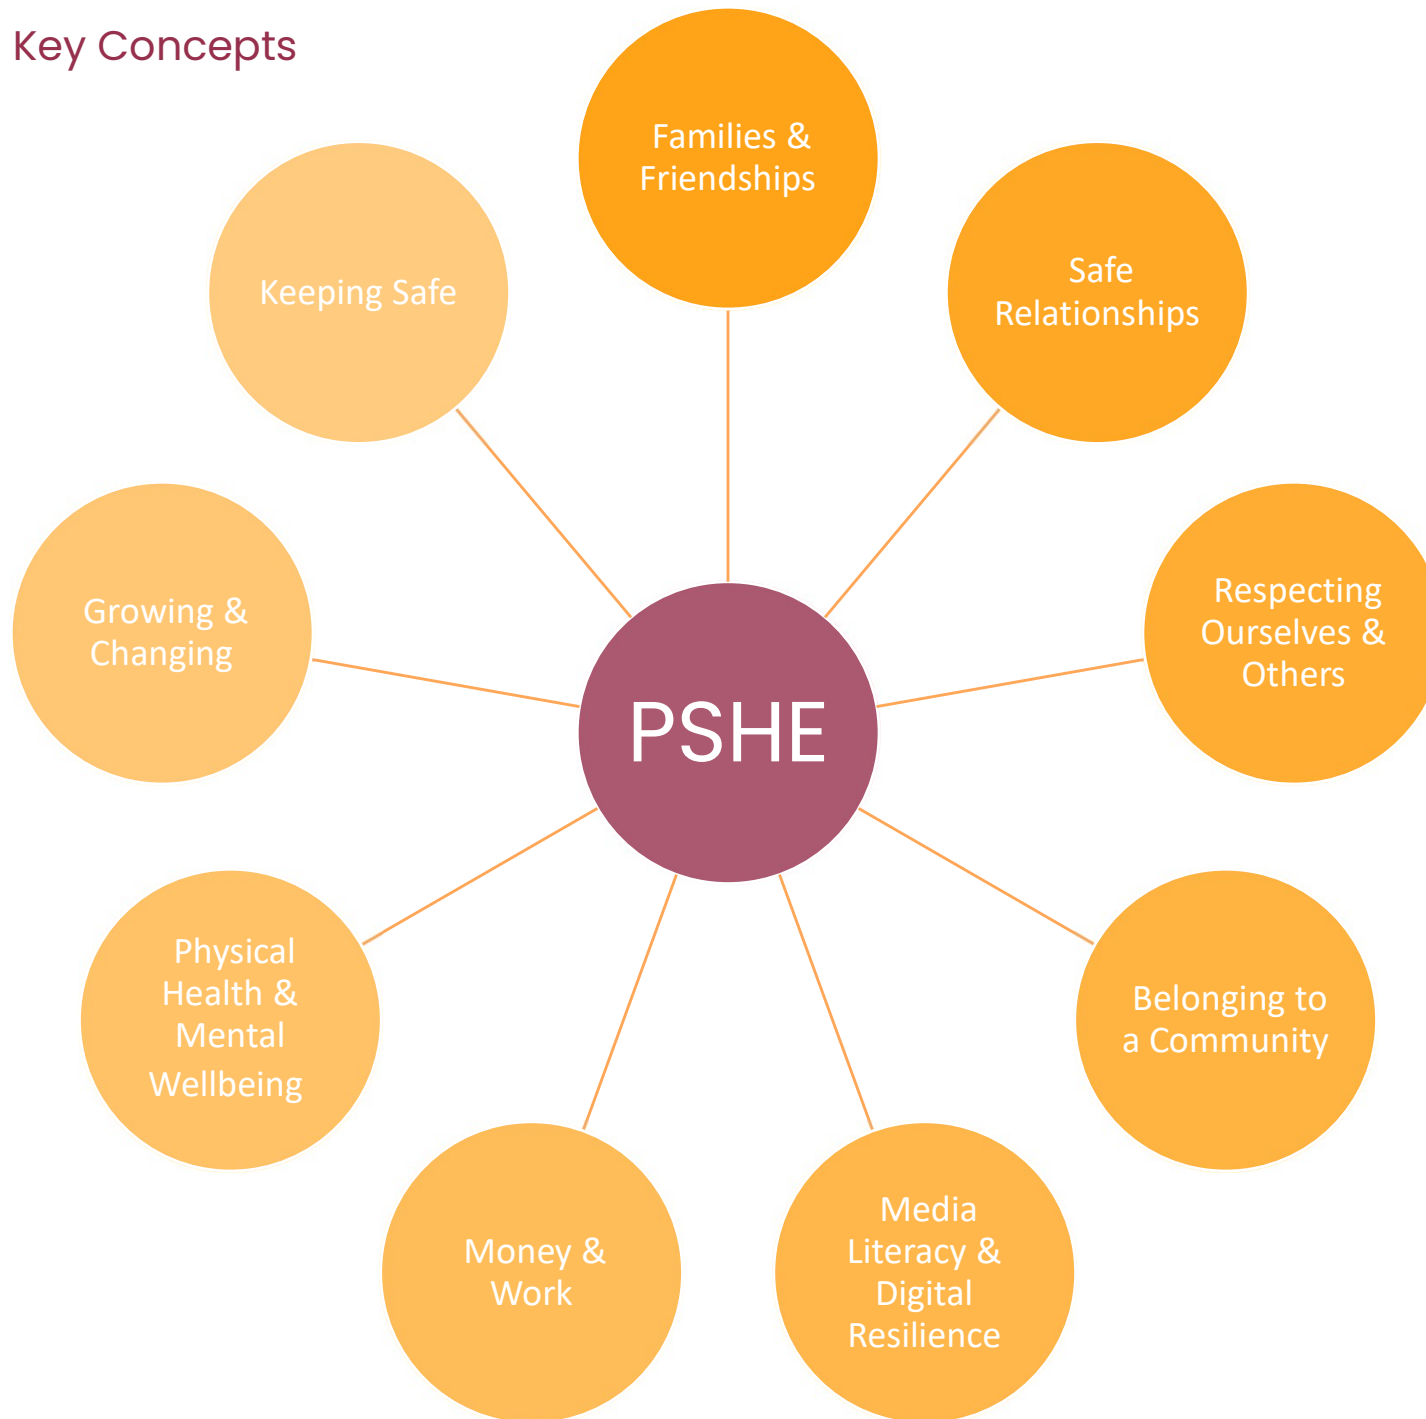 Key Concepts
Families &
Friendships
Safe
Relationships
Respecting
Ourselves &
Others
Belonging to
a Community
Media
Literacy &
Digital
Resilience
Money &
Work
Physical
Health &
Mental
Wellbeing
Growing &
Changing
Keeping Safe
PSHE